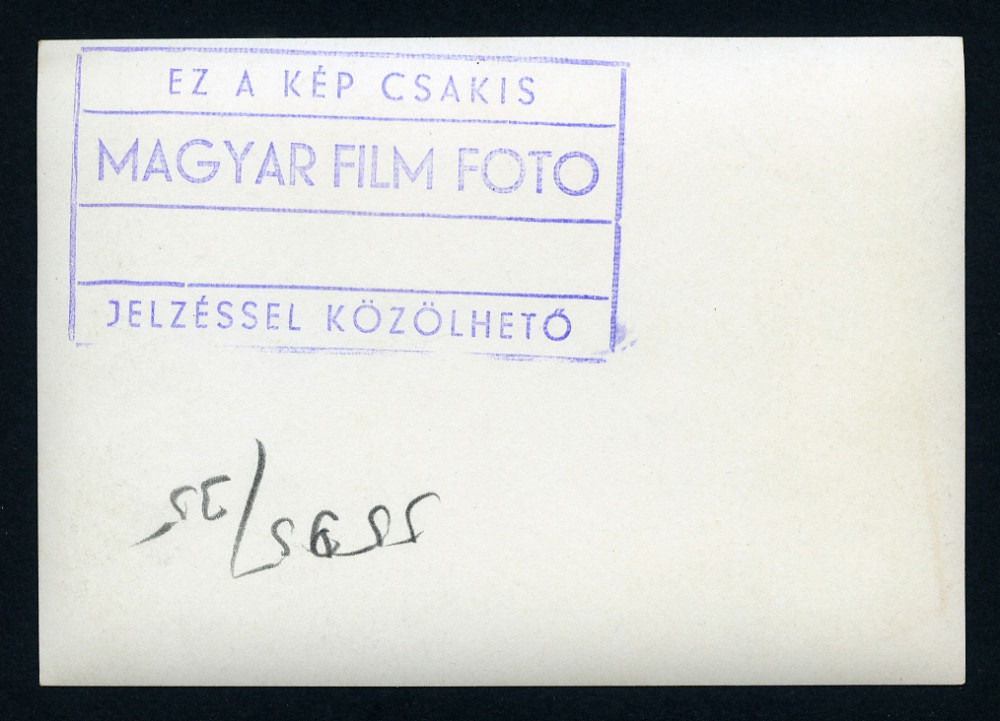 EZ A KÉP CSAKIS
MAGYAR FILM FOTO
JELZÉSSEL KÖZÖLHETŐ